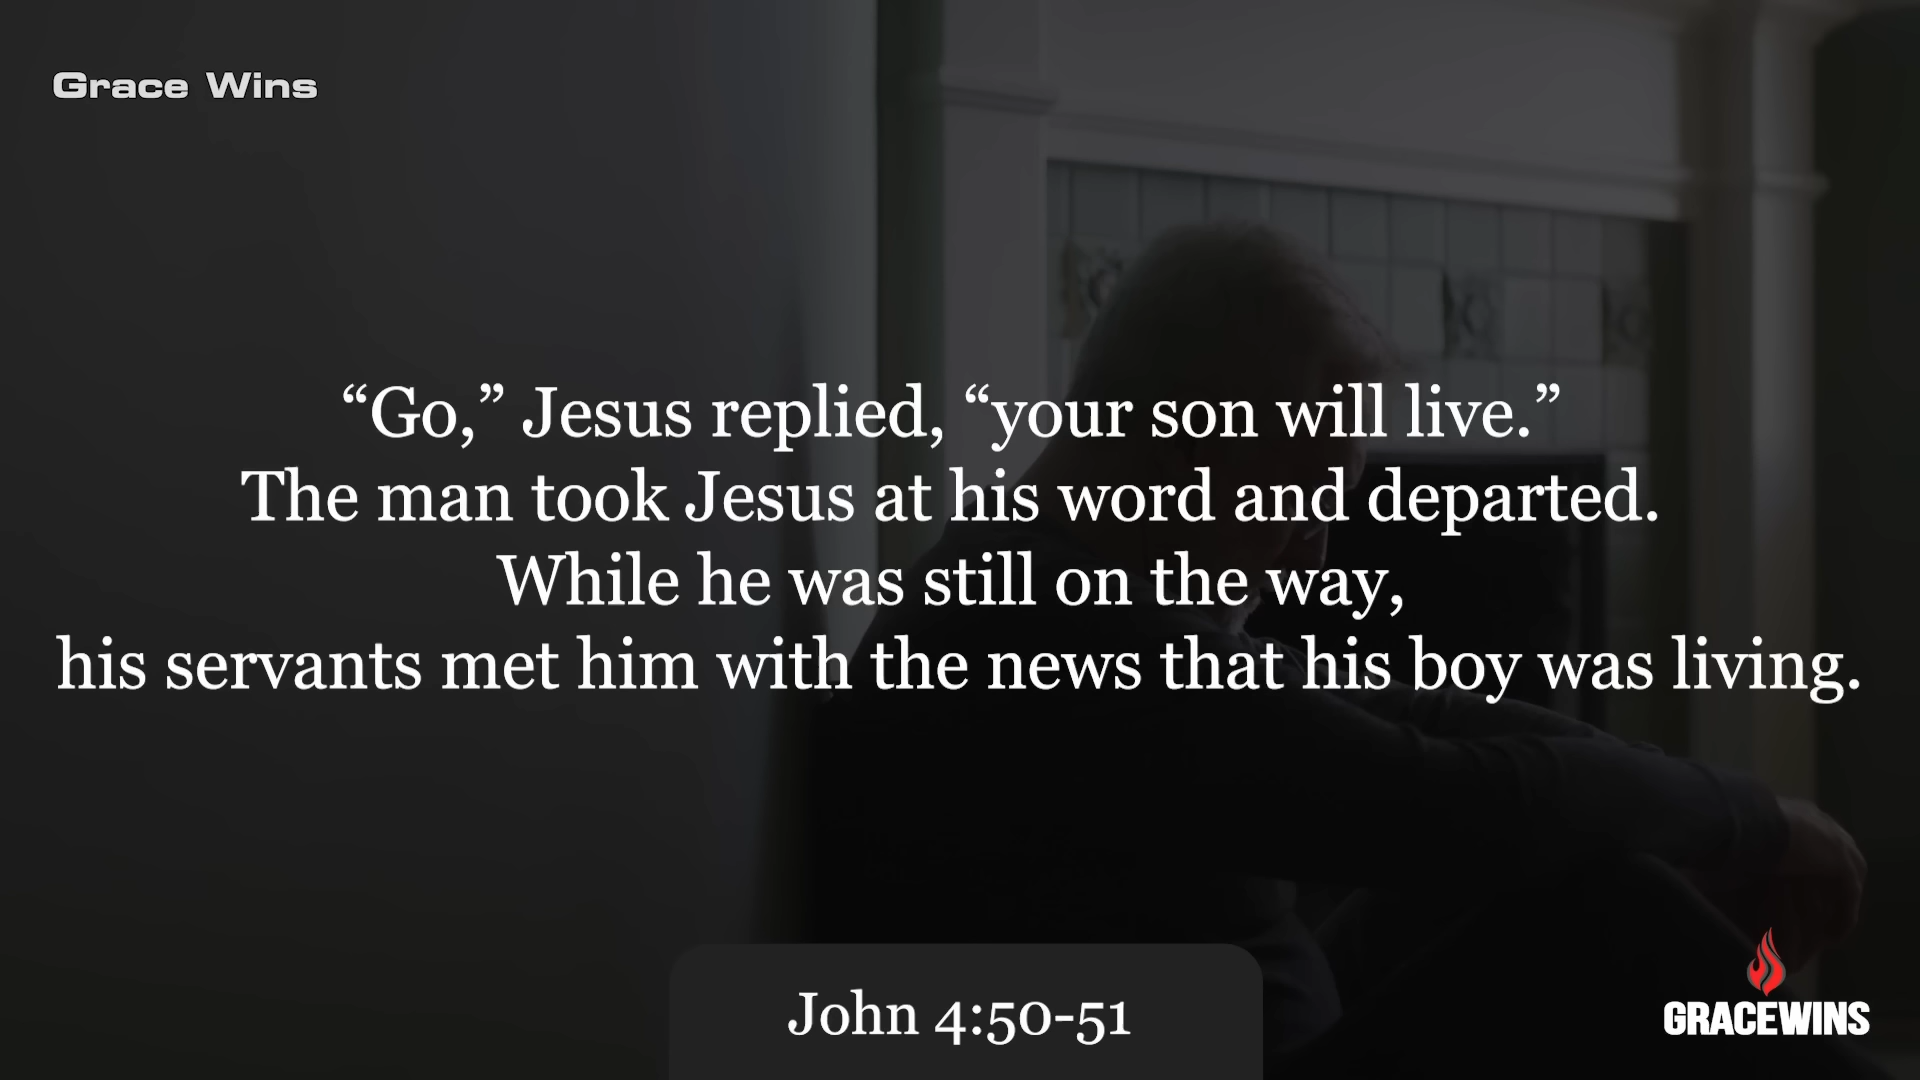 Grace Wins
“Go,” Jesus replied, “your son will live.”
The man took Jesus at his word and departed.
While he was still on the way,
his servants met him with the news that his boy was living.
John 4:50-51
GRACEWINS